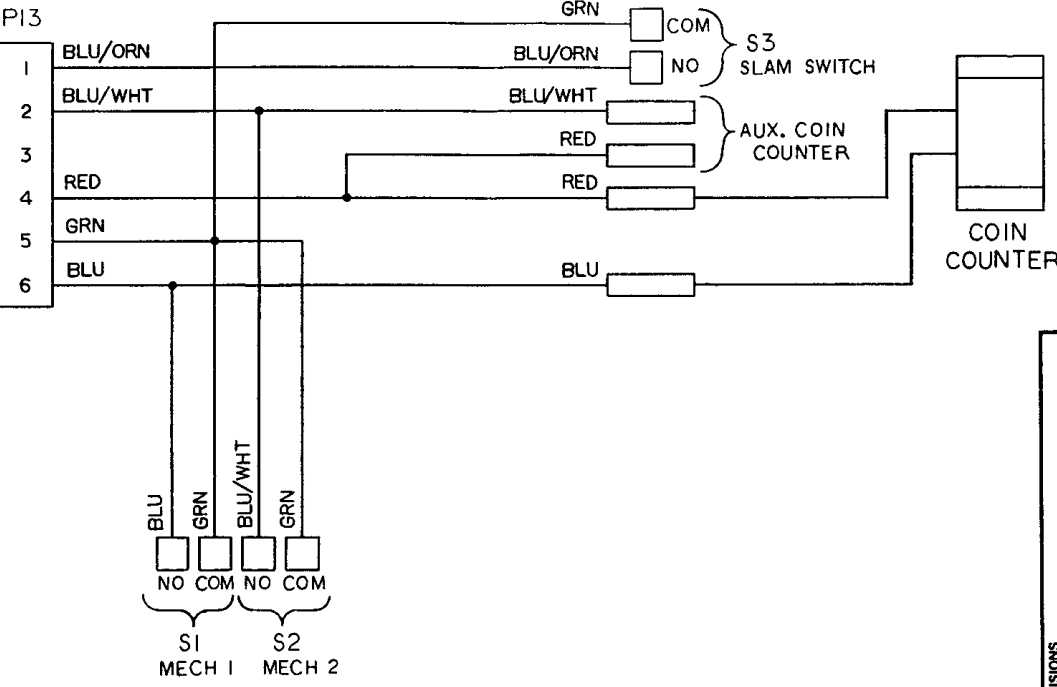 P13
GRN
COM
S3
SLAM SWITCH
1 BLU/ORN BLU/ORN NO
2 BLU/WHT BLU/WHT
AUX. COIN
COUNTER
3 RED
4 RED RED
5 GRN
6 BLU BLU
COIN
COUNTER
BLU GRN BLU/WHT GRN
NO COM NO COM
S1 S2
MECH 1 MECH 2